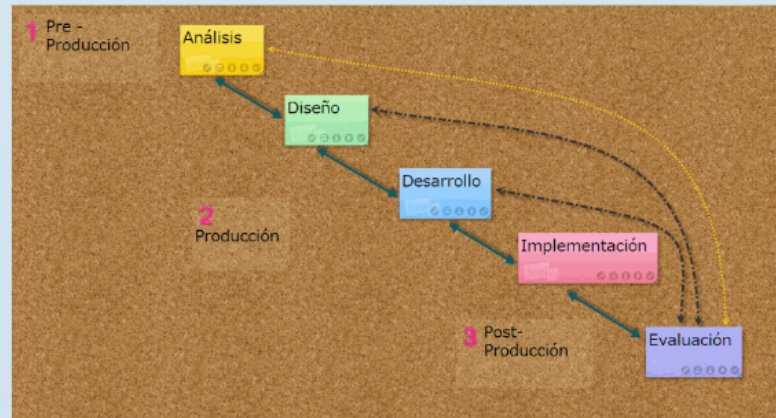 1 Pre -
Producción
Análisis
Diseño
Desarrollo
2
Producción
Implementación
3 Post-
Producción
Evaluación